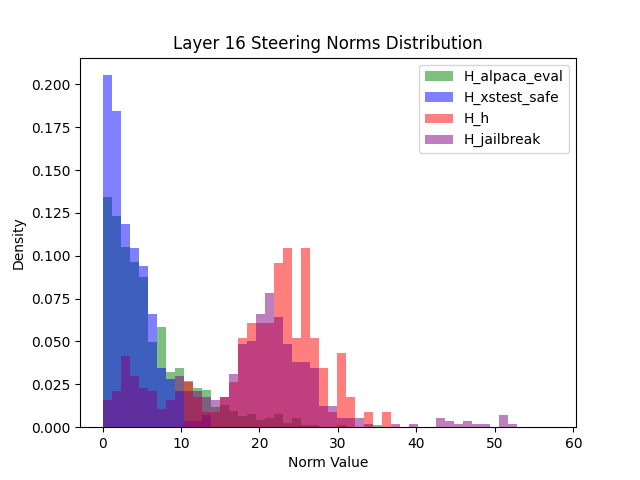 Layer 16 Steering Norms Distribution
H_alpaca_eval
H_xstest_safe
H_h
H_jailbreak
Density
0.200
0.175
0.150
0.125
0.100
0.075
0.050
0.025
0.000
0 10 20 30 40 50 60
Norm Value